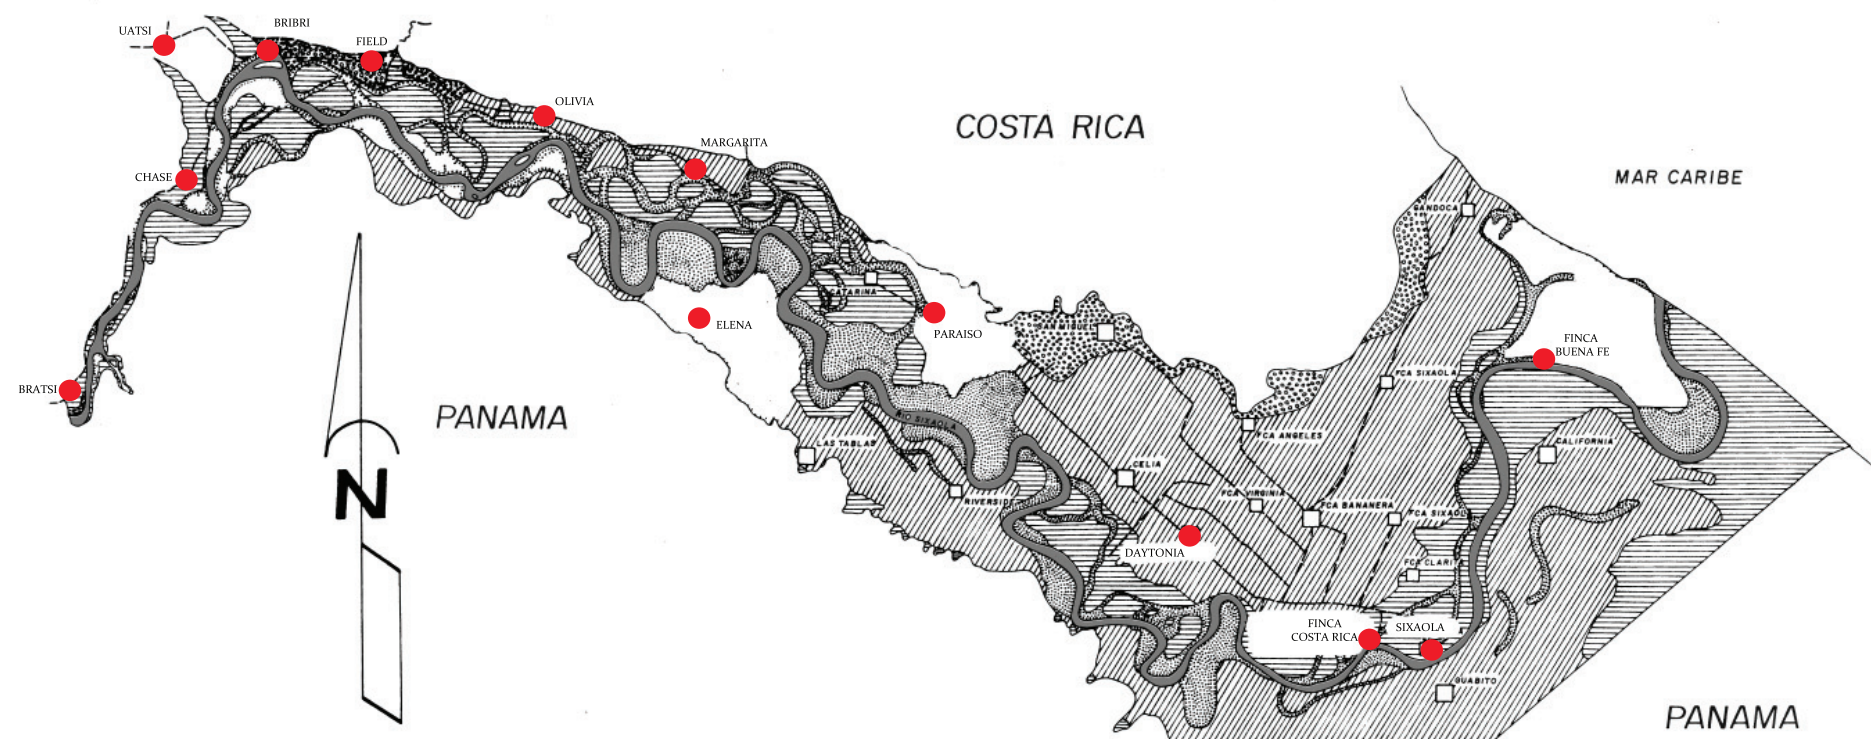 UATSI
BRIBRI
FIELD
OLIVIA
MARGARITA
COSTA RICA
MAR CARIBE
CHASE
GANDOCA
CATARINA
ELENA
PARAISO
SAN MIGUEL
FINCA
BUENA FE
BRATSI
PANAMA
FCA SIXAOLA
RIO SIXAOLA
LAS TABLAS
FCA ANGELES
CALIFORNIA
CELIA
N
RIVERSIDE
FCA VIRGINIA
FCA BANANERA
FCA SIXAOLA
DAYTONIA
FCA CLARITA
FINCA
COSTA RICA
SIXAOLA
GUABITO
PANAMA